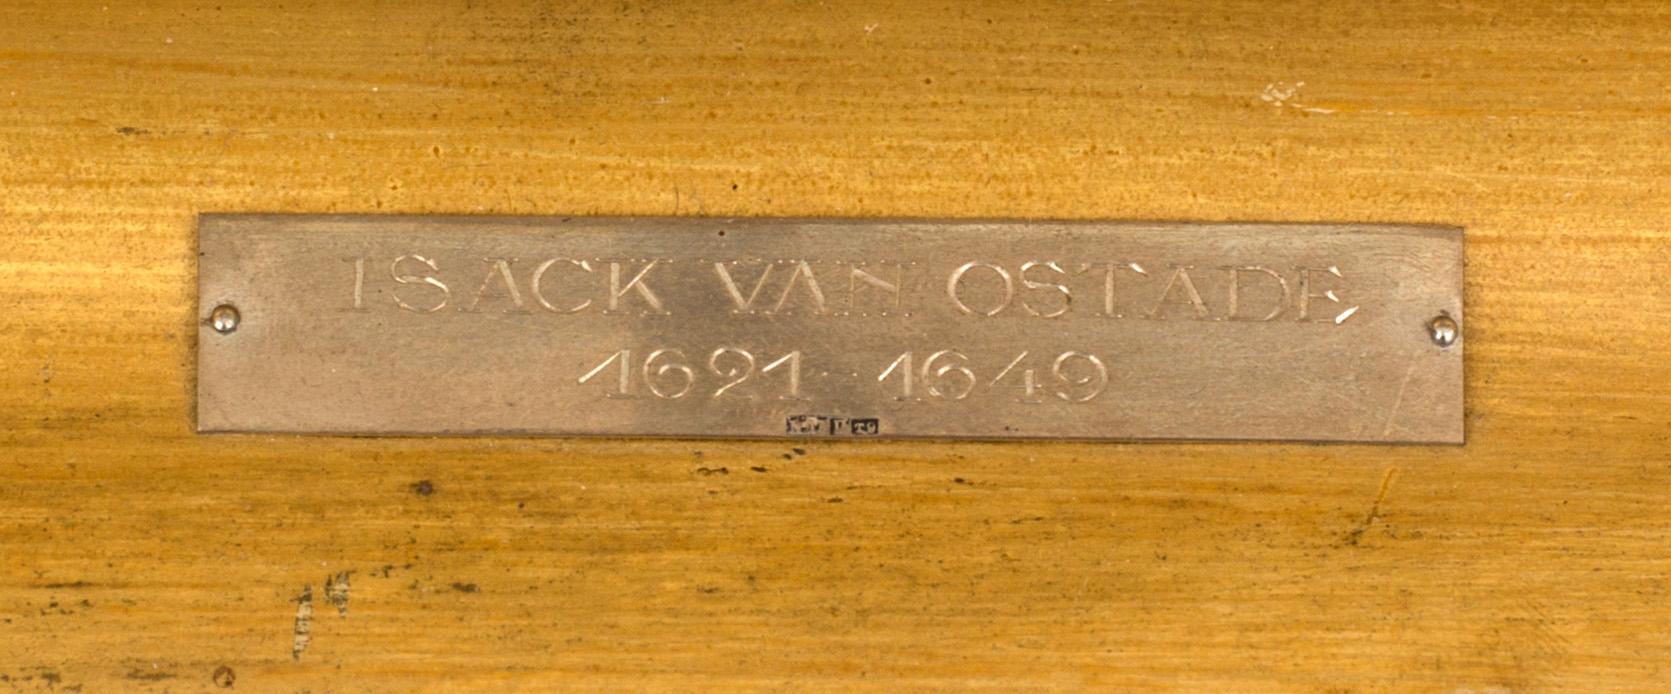 ISACK VAN OSTADE
1621 - 1649